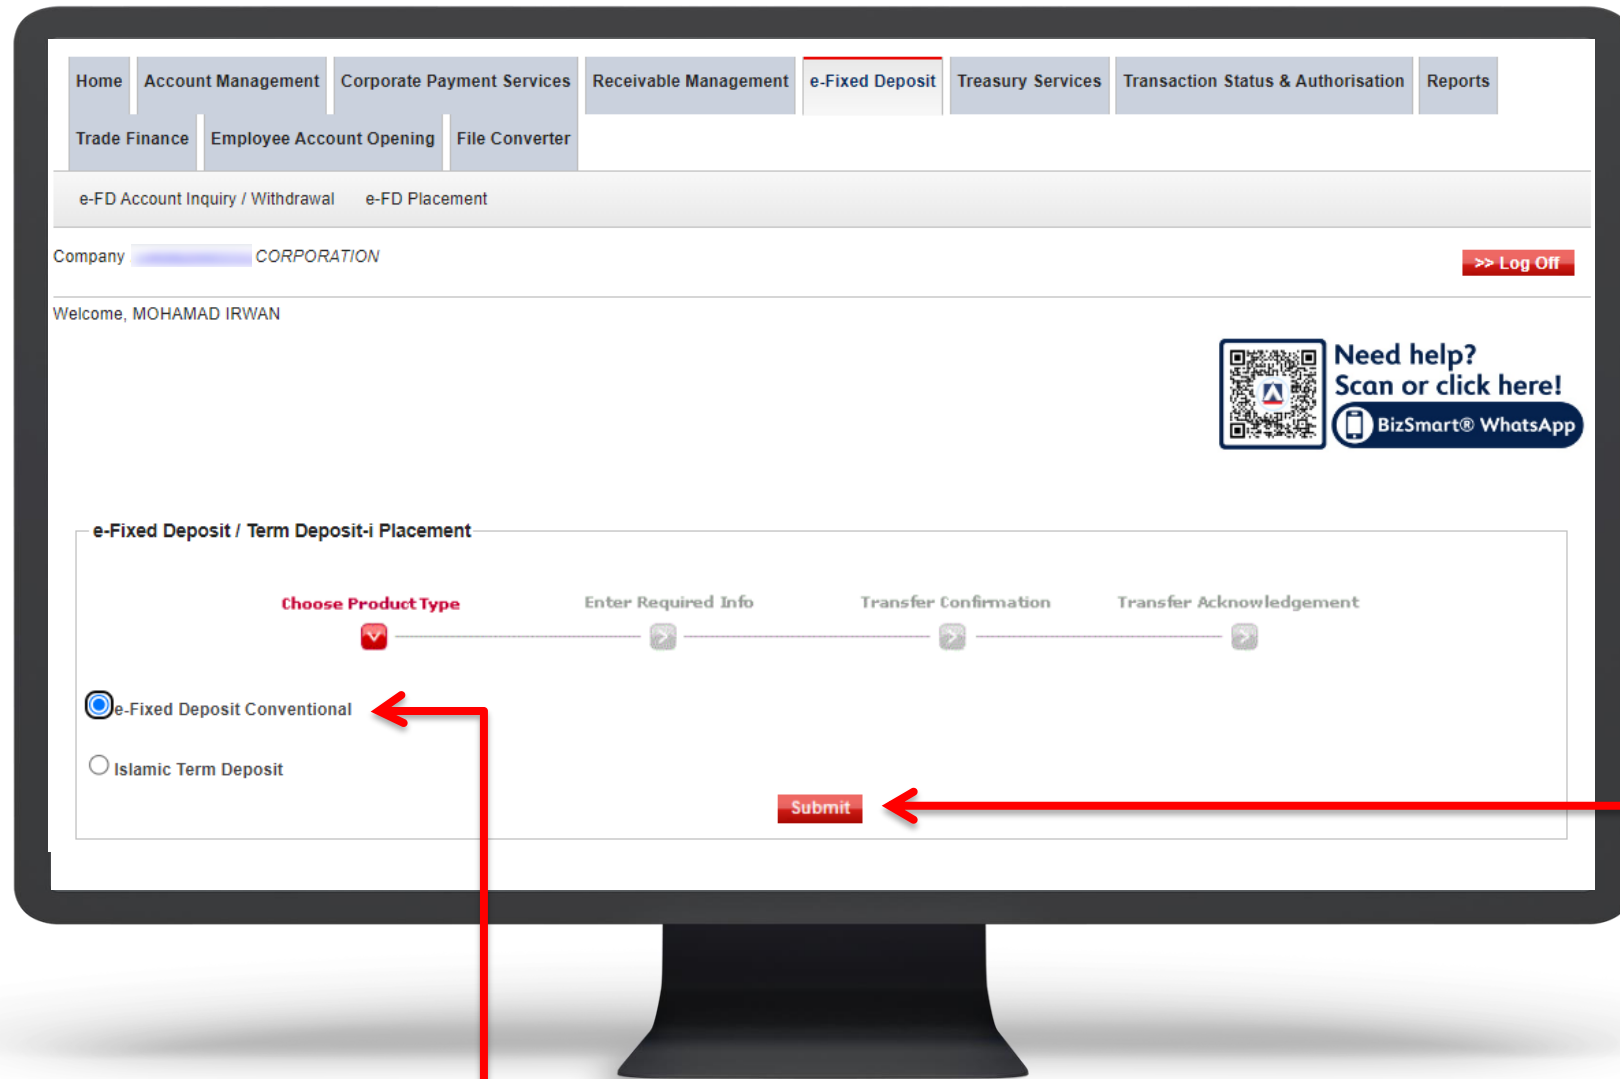 Home Account Management Corporate Payment Services Receivable Management e-Fixed Deposit Treasury Services Transaction Status & Authorisation Reports
Trade Finance Employee Account Opening File Converter
e-FD Account Inquiry / Withdrawal e-FD Placement
Company CORPORATION
>> Log Off
Welcome, MOHAMAD IRWAN
Need help?
Scan or click here!
BizSmart® WhatsApp
e-Fixed Deposit / Term Deposit-i Placement
Choose Product Type Enter Required Info Transfer Confirmation Transfer Acknowledgement
e-Fixed Deposit Conventional
Islamic Term Deposit
Submit